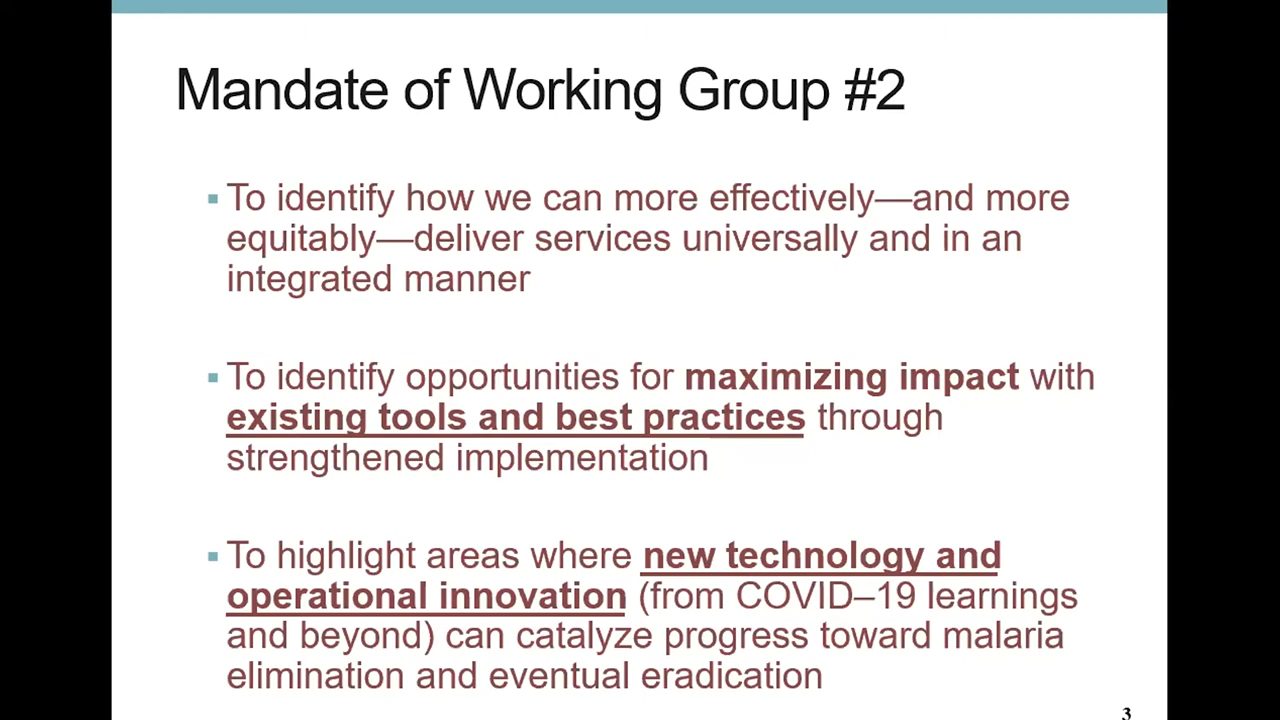 Mandate of Working Group #2
▪ To identify how we can more effectively—and more
equitably—deliver services universally and in an
integrated manner
▪ To identify opportunities for maximizing impact with
existing tools and best practices through
strengthened implementation
▪ To highlight areas where new technology and
operational innovation (from COVID–19 learnings
and beyond) can catalyze progress toward malaria
elimination and eventual eradication
3